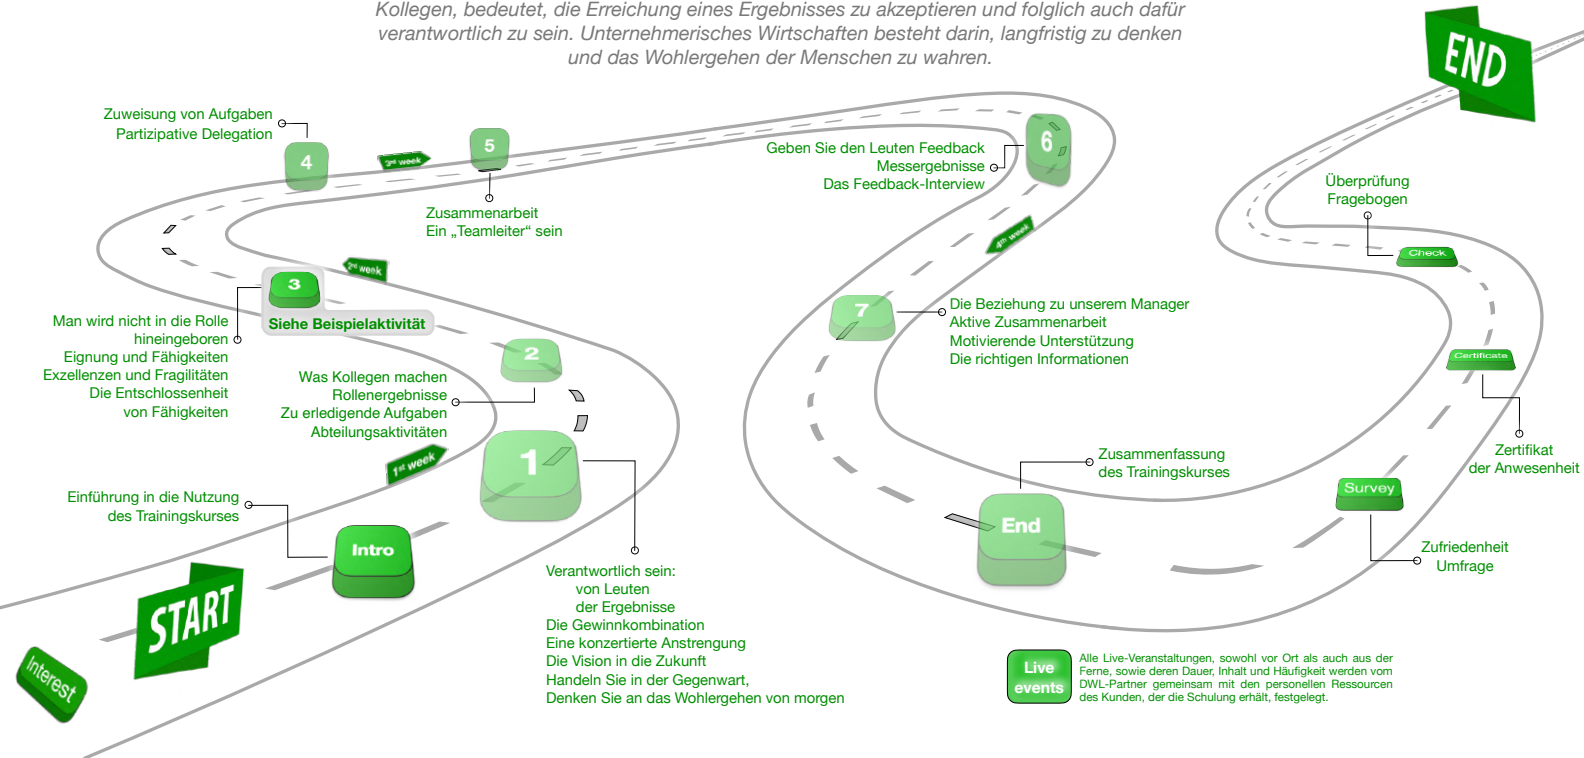 Kollegen, bedeutet, die Erreichung eines Ergebnisses zu akzeptieren und folglich auch dafür
verantwortlich zu sein. Unternehmerisches Wirtschaften besteht darin, langfristig zu denken
und das Wohlergehen der Menschen zu wahren.
END
Zuweisung von Aufgaben
Partizipative Delegation
4
3rd week
5
Zusammenarbeit
Ein „Teamleiter“ sein
6
Geben Sie den Leuten Feedback
Messergebnisse
Das Feedback-Interview
4th week
Überprüfung
Fragebogen
Check
2nd week
3
Siehe Beispielaktivität
Man wird nicht in die Rolle
hineingeboren
Eignung und Fähigkeiten
Exzellenzen und Fragilitäten
Die Entschlossenheit
von Fähigkeiten
2
Was Kollegen machen
Rollenergebnisse
Zu erledigende Aufgaben
Abteilungsaktivitäten
7
Die Beziehung zu unserem Manager
Aktive Zusammenarbeit
Motivierende Unterstützung
Die richtigen Informationen
Certificate
Zertifikat
der Anwesenheit
1st week
1
Einführung in die Nutzung
des Trainingskurses
Intro
Zusammenfassung
des Trainingskurses
End
Survey
Zufriedenheit
Umfrage
START
Interest
Verantwortlich sein:
von Leuten
der Ergebnisse
Die Gewinnkombination
Eine konzertierte Anstrengung
Die Vision in die Zukunft
Handeln Sie in der Gegenwart,
Denken Sie an das Wohlergehen von morgen
Live
events
Alle Live-Veranstaltungen, sowohl vor Ort als auch aus der
Ferne, sowie deren Dauer, Inhalt und Häufigkeit werden vom
DWL-Partner gemeinsam mit den personellen Ressourcen
des Kunden, der die Schulung erhält, festgelegt.